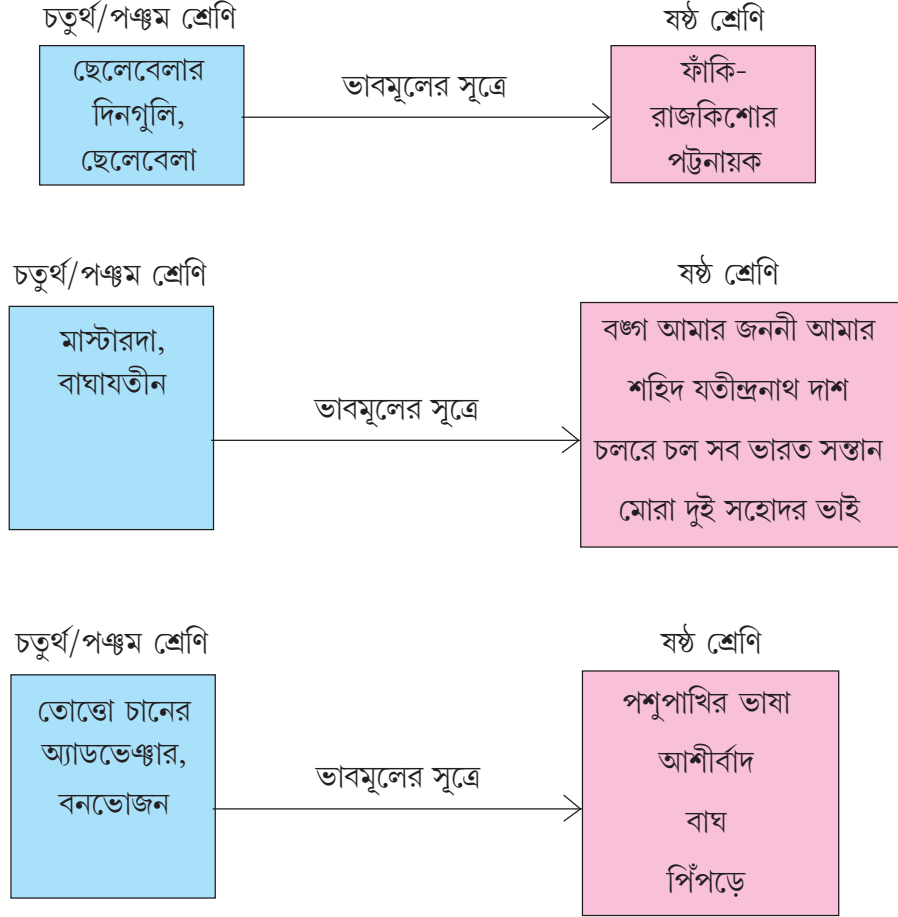 চতুর্থ/পঞ্চম শ্রেণি
ষষ্ঠ শ্রেণি
ছেলেবেলার
দিনগুলি,
ছেলেবেলা
ভাবমূলের সূত্রে
ফাঁকি-
রাজকিশোর
পট্টনায়ক
চতুর্থ/পঞ্চম শ্রেণি
ষষ্ঠ শ্রেণি
মাস্টারদা,
বাঘাযতীন
ভাবমূলের সূত্রে
বঙ্গ আমার জননী আমার
শহিদ যতীন্দ্রনাথ দাশ
চলরে চল সব ভারত সন্তান
মোরা দুই সহোদর ভাই
চতুর্থ/পঞ্চম শ্রেণি
ষষ্ঠ শ্রেণি
তোত্তো চানের
অ্যাডভেঞ্চার,
বনভোজন
ভাবমূলের সূত্রে
পশুপাখির ভাষা
আশীর্বাদ
বাঘ
পিঁপড়ে